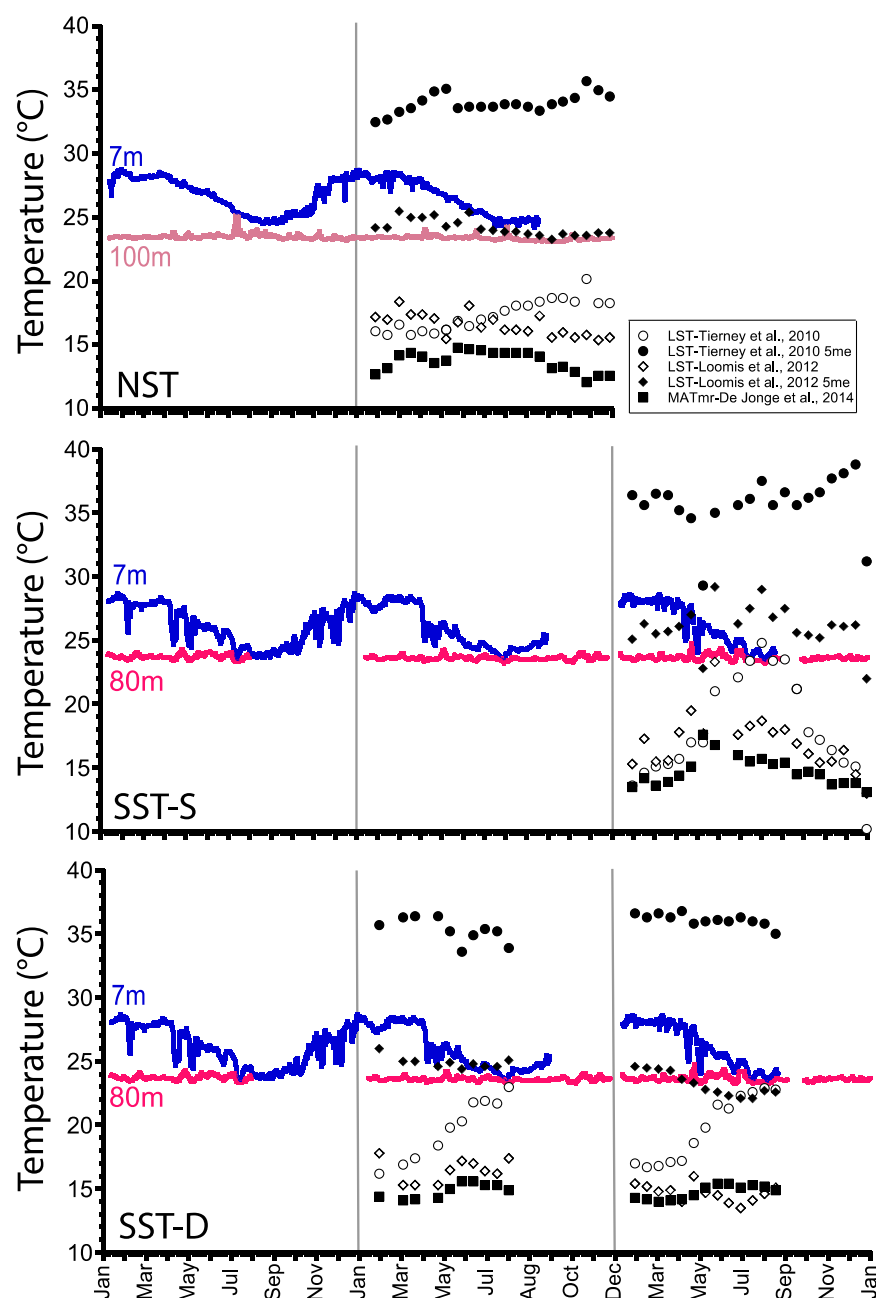 40
35
30
25
20
15
10
Temperature (°C)
7m
100m
NST
LST-Tierney et al., 2010
LST-Tierney et al., 2010 5me
LST-Loomis et al., 2012
LST-Loomis et al., 2012 5me
MATmr-De Jonge et al., 2014
40
35
30
25
20
15
10
Temperature (°C)
7m
80m
SST-S
40
35
30
25
20
15
10
Temperature (°C)
7m
80m
SST-D
Jan
Mar
May
Jul
Sep
Nov
Jan
Mar
May
Jul
Aug
Oct
Dec
Mar
May
Jul
Sep
Nov
Jan